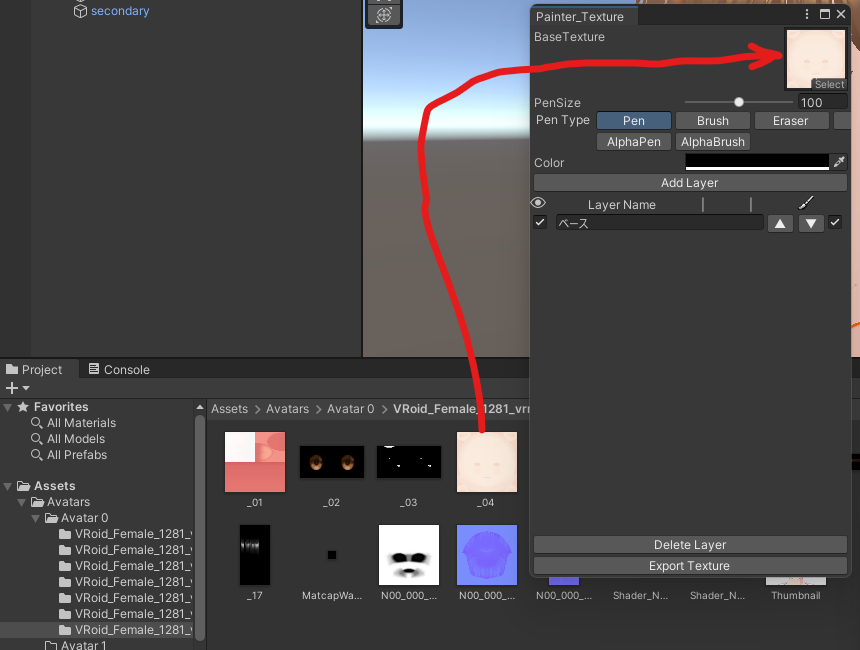 secondary
Painter_Texture
BaseTexture
Select
PenSize
100
Pen Type
Pen
Brush
Eraser
AlphaPen
AlphaBrush
Color
Add Layer
Layer Name
ベース
Delete Layer
Export Texture
Project
Console
Favorites
All Materials
All Models
All Prefabs
Assets
Avatars
Avatar 0
VRoid_Female_1281_
VRoid_Female_1281_
VRoid_Female_1281_
VRoid_Female_1281_
VRoid_Female_1281_
VRoid_Female_1281_
VRoid_Female_1281_
Avatar 1
Assets > Avatars > Avatar 0 > VRoid_Female_1281_vrm
_01
_02
_03
_04
_17
MatcapWa...
N00_000_...
N00_000_...
N00_000_...
Shader_N...
Shader_N...
Thumbnail